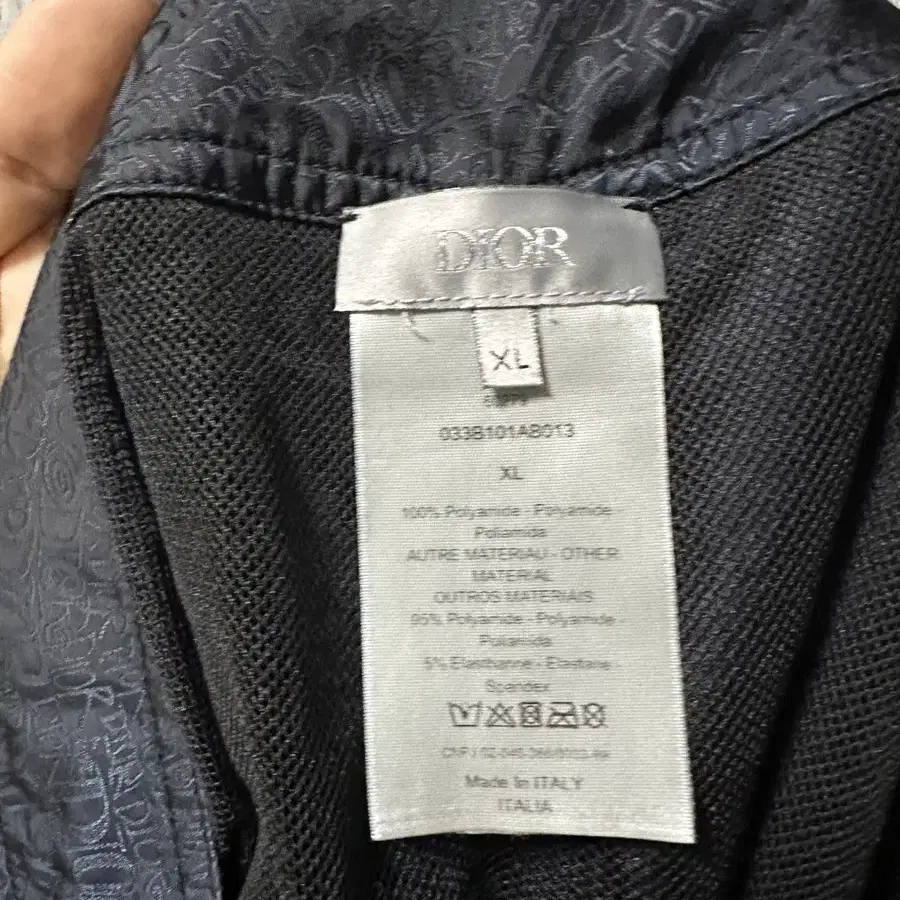 DIOR
XL
033B101AB013
XL
100% Polyamide - Polyamide
Poliamida
AUTRE MATERIAU - OTHER
MATERIAL
OUTROS MATERIAIS
95% Polyamide - Polyamide -
Poliamida
5% Elasthanne - Elastane -
Spandex
Made In ITALY
ITALIA